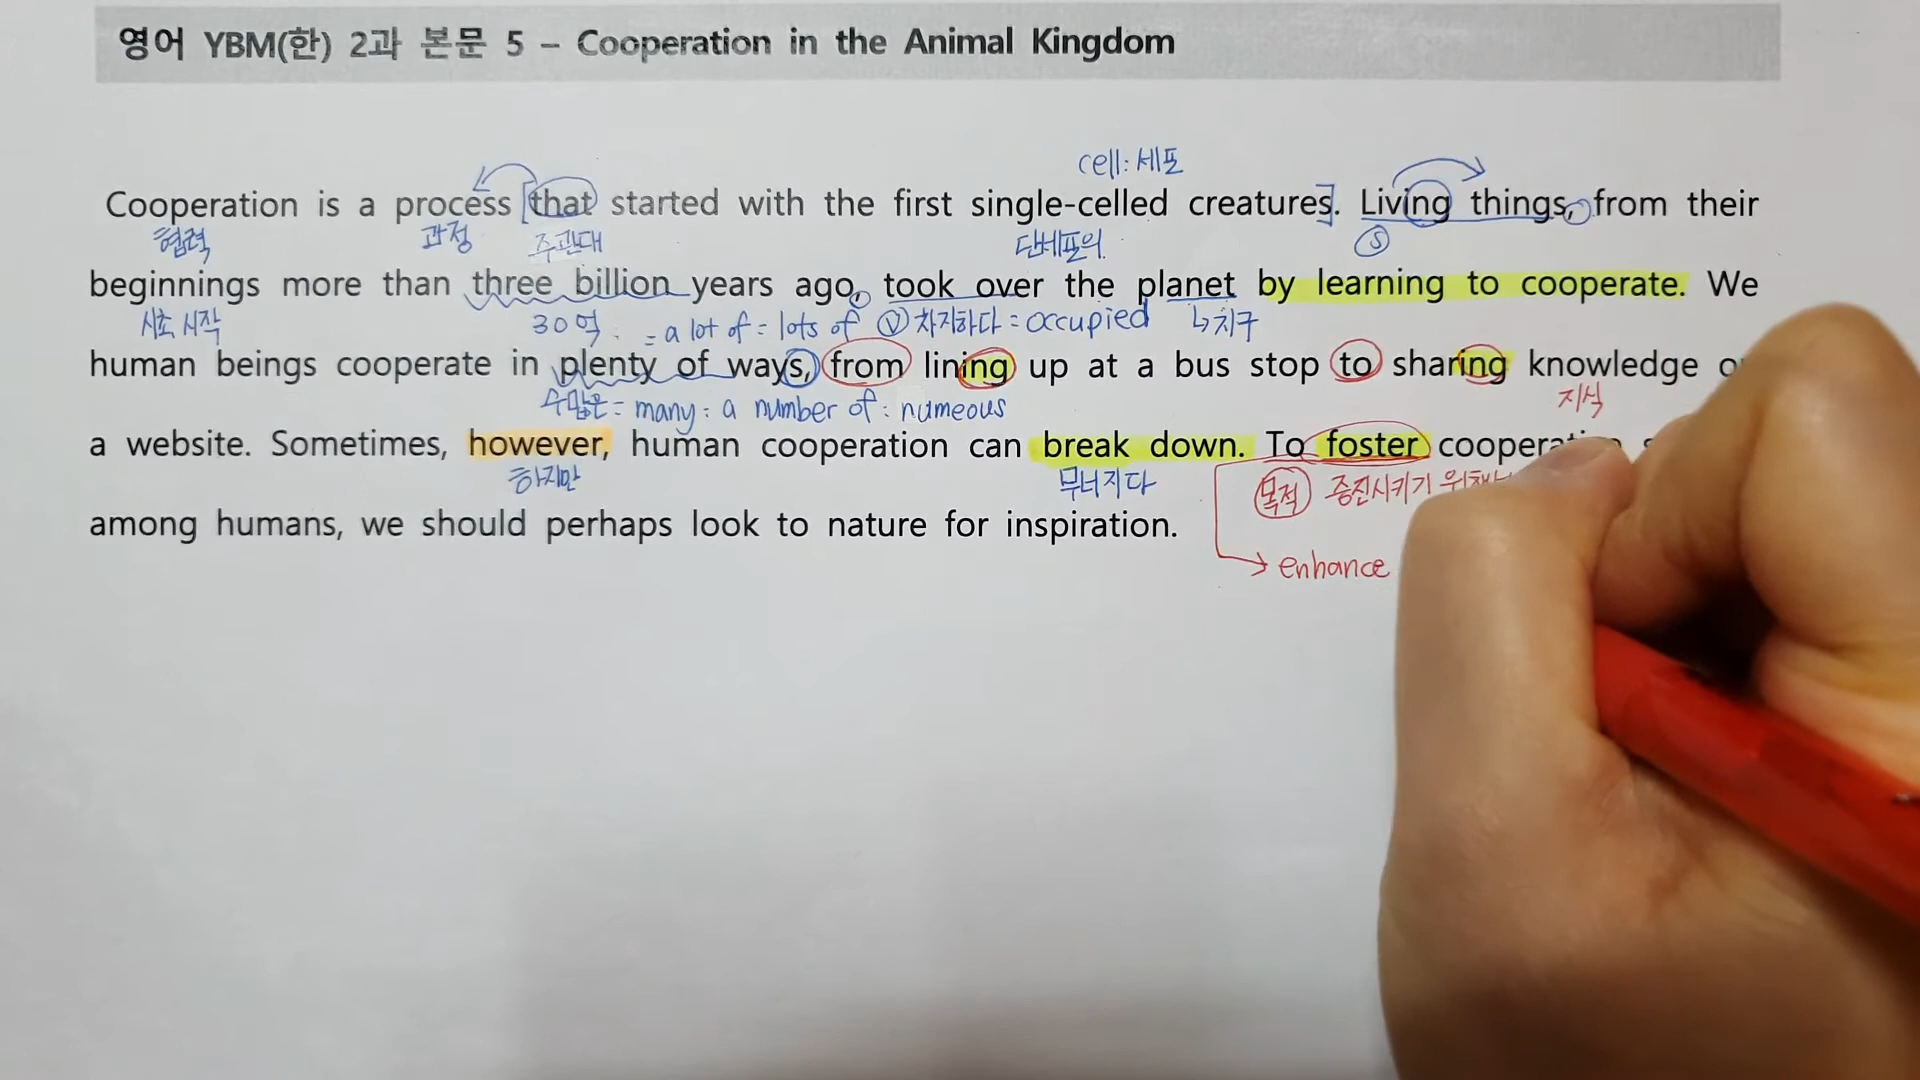 영어 YBM(한) 2과 본문 5 – Cooperation in the Animal Kingdom
cell: 세포
Cooperation is a process [that started with the first single-celled creatures]. Living things, from their
협력 과정 주관대 단세포의 S
beginnings more than three billion years ago, took over the planet by learning to cooperate. We
시초 시작 30억 = a lot of = lots of V 차지하다 = occupied ↳지구
human beings cooperate in plenty of ways, from lining up at a bus stop to sharing knowledge
수많은 = many = a number of = numeous 지식
a website. Sometimes, however, human cooperation can break down. To foster
하지만 무너지다 목적 증진시키기
among humans, we should perhaps look to nature for inspiration.
→ enhance